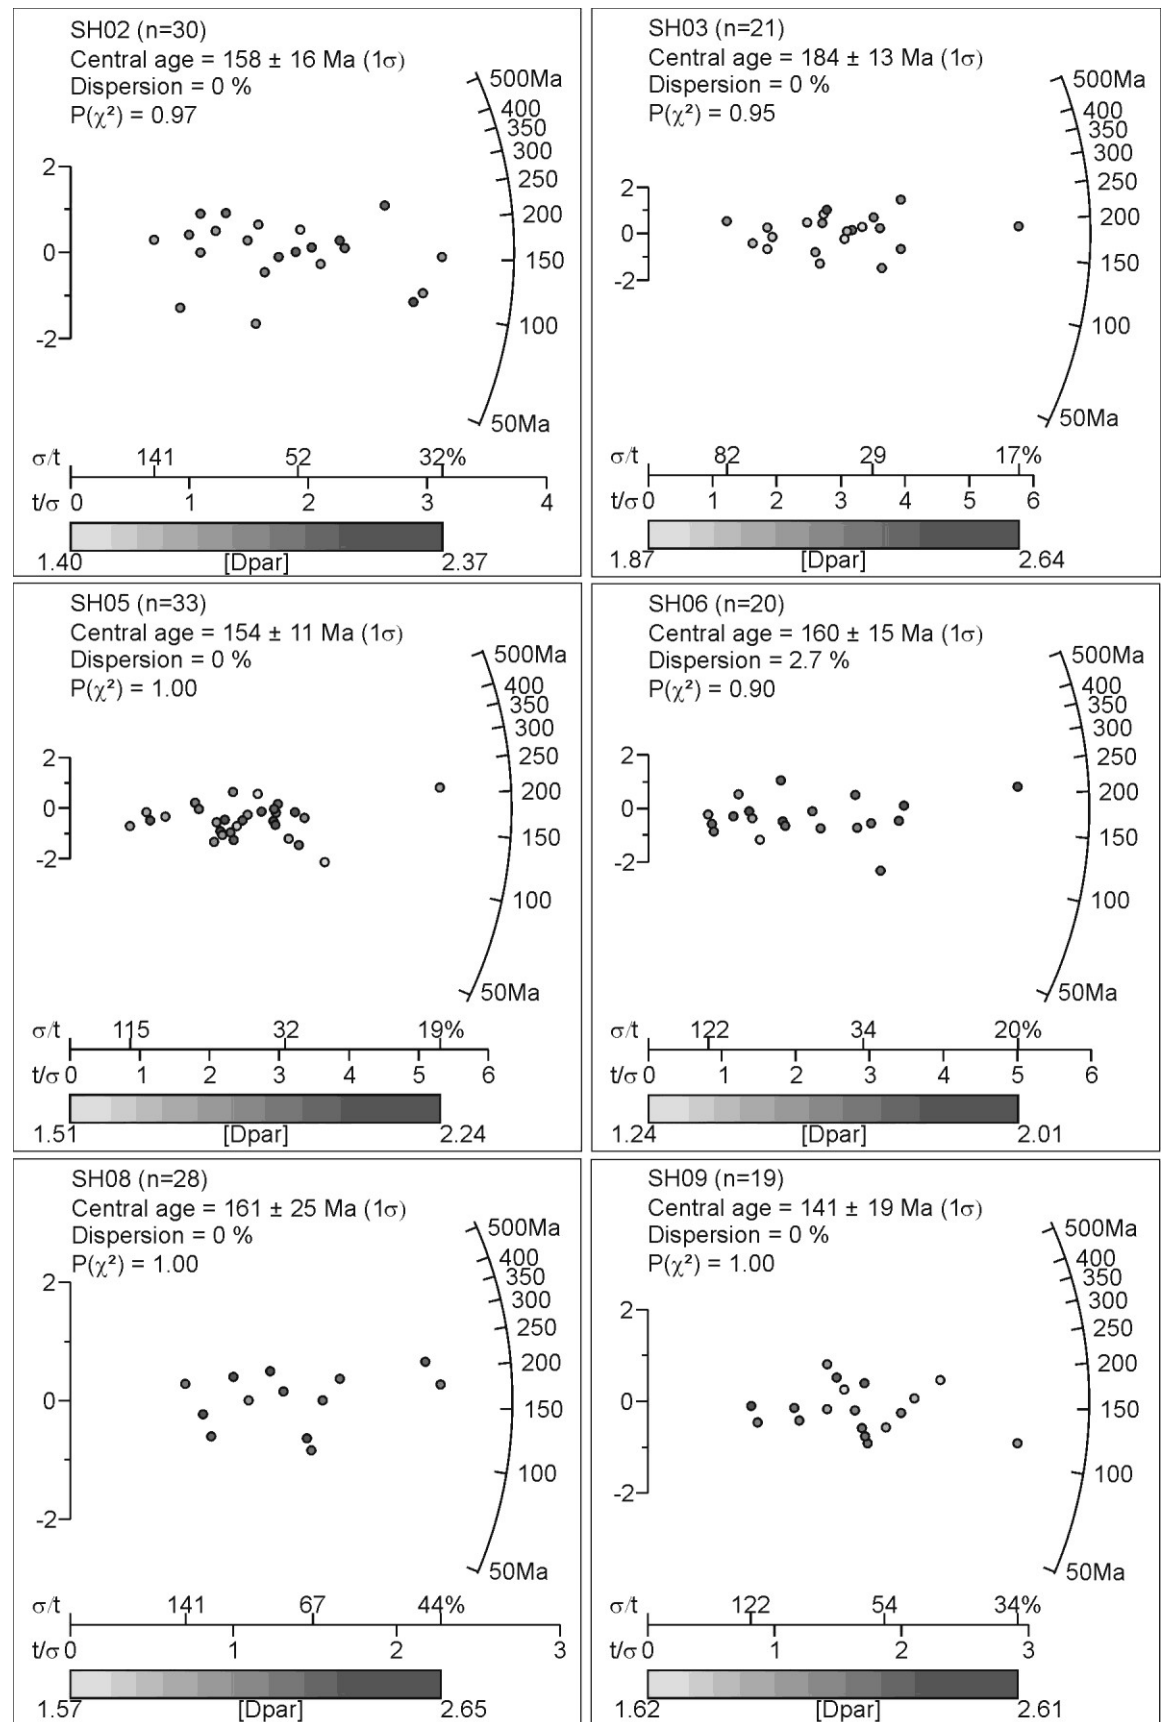 SH02 (n=30)
Central age = 158 ± 16 Ma (1σ)
Dispersion = 0 %
P(χ²) = 0.97
500Ma
400
350
300
250
200
150
100
50Ma
2
0
-2
σ/t 141 52 32%
t/σ 0 1 2 3 4
1.40 [Dpar] 2.37
SH03 (n=21)
Central age = 184 ± 13 Ma (1σ)
Dispersion = 0 %
P(χ²) = 0.95
500Ma
400
350
300
250
200
150
100
50Ma
2
0
-2
σ/t 82 29 17%
t/σ 0 1 2 3 4 5 6
1.87 [Dpar] 2.64
SH05 (n=33)
Central age = 154 ± 11 Ma (1σ)
Dispersion = 0 %
P(χ²) = 1.00
500Ma
400
350
300
250
200
150
100
50Ma
2
0
-2
σ/t 115 32 19%
t/σ 0 1 2 3 4 5 6
1.51 [Dpar] 2.24
SH06 (n=20)
Central age = 160 ± 15 Ma (1σ)
Dispersion = 2.7 %
P(χ²) = 0.90
500Ma
400
350
300
250
200
150
100
50Ma
2
0
-2
σ/t 122 34 20%
t/σ 0 1 2 3 4 5 6
1.24 [Dpar] 2.01
SH08 (n=28)
Central age = 161 ± 25 Ma (1σ)
Dispersion = 0 %
P(χ²) = 1.00
500Ma
400
350
300
250
200
150
100
50Ma
2
0
-2
σ/t 141 67 44%
t/σ 0 1 2 3
1.57 [Dpar] 2.65
SH09 (n=19)
Central age = 141 ± 19 Ma (1σ)
Dispersion = 0 %
P(χ²) = 1.00
500Ma
400
350
300
250
200
150
100
50Ma
2
0
-2
σ/t 122 54 34%
t/σ 0 1 2 3
1.62 [Dpar] 2.61